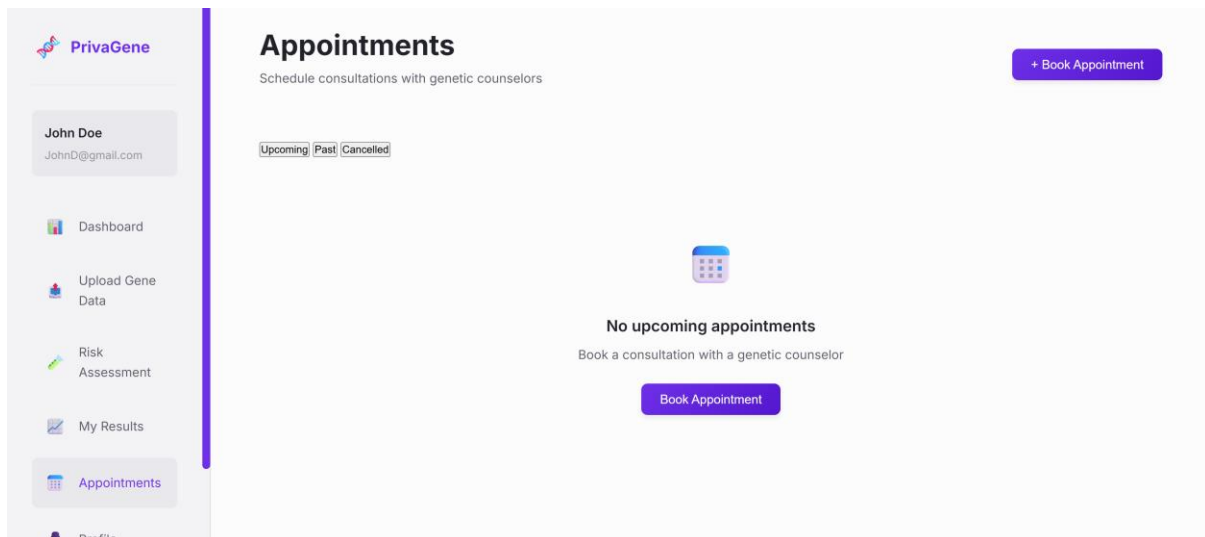 PrivaGene
John Doe
JohnD@gmail.com
Dashboard
Upload Gene
Data
Risk
Assessment
My Results
Appointments
Profile
Appointments
Schedule consultations with genetic counselors
+ Book Appointment
Upcoming Past Cancelled
No upcoming appointments
Book a consultation with a genetic counselor
Book Appointment